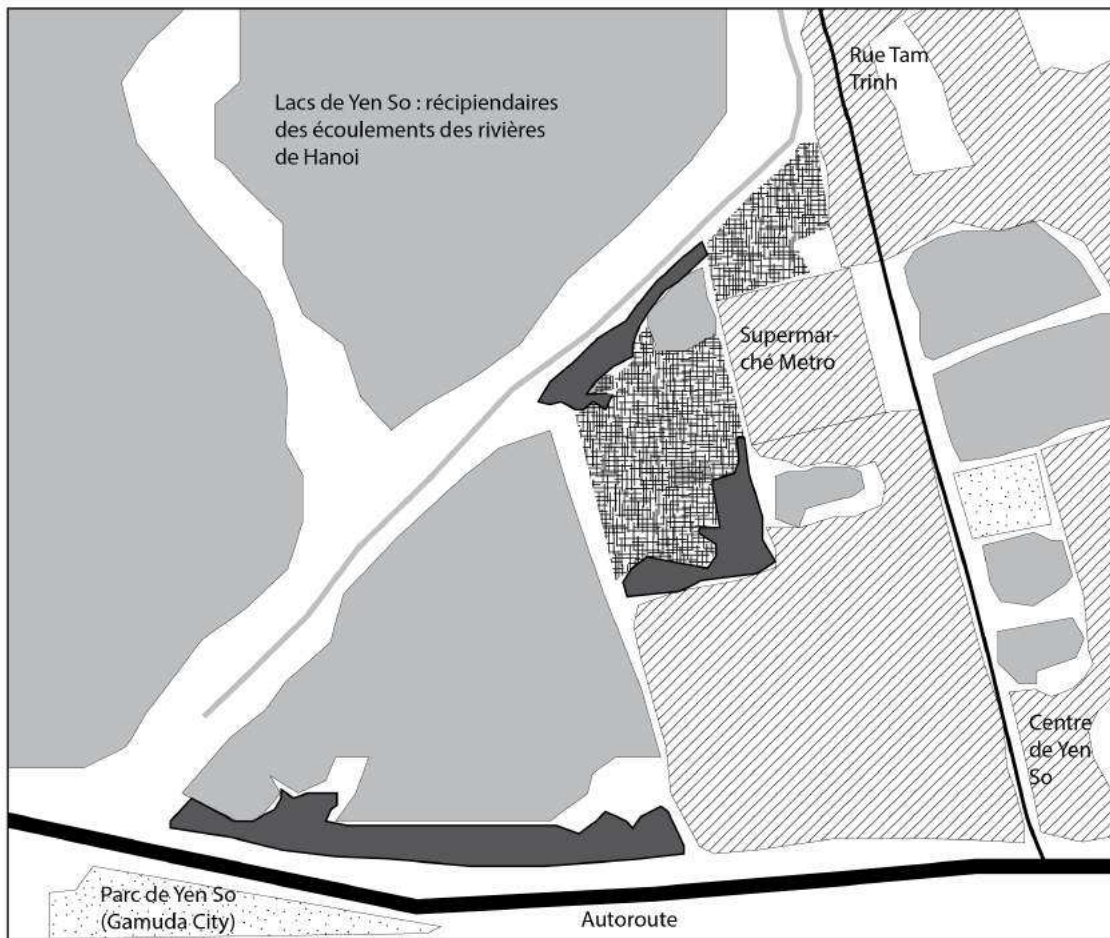 Rue Tam
Trinh
Lacs de Yen So : récipiendaires
des écoulements des rivières
de Hanoi
Supermar-
ché Metro
Centre
de Yen
So
Parc de Yen So
(Gamuda City)
Autoroute